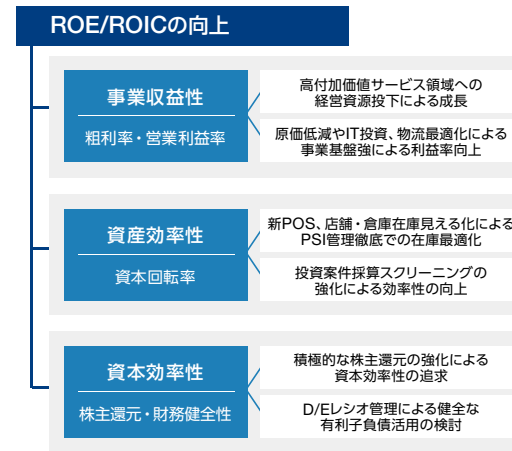 ROE/ROICの向上
事業収益性
粗利率・営業利益率
高付加価値サービス領域への
経営資源投下による成長
原価低減やIT投資、物流最適化による
事業基盤強による利益率向上
資産効率性
資本回転率
新POS、店舗・倉庫在庫見える化による
PSI管理徹底での在庫最適化
投資案件採算スクリーニングの
強化による効率性の向上
資本効率性
株主還元・財務健全性
積極的な株主還元の強化による
資本効率性の追求
D/Eレシオ管理による健全な
有利子負債活用の検討